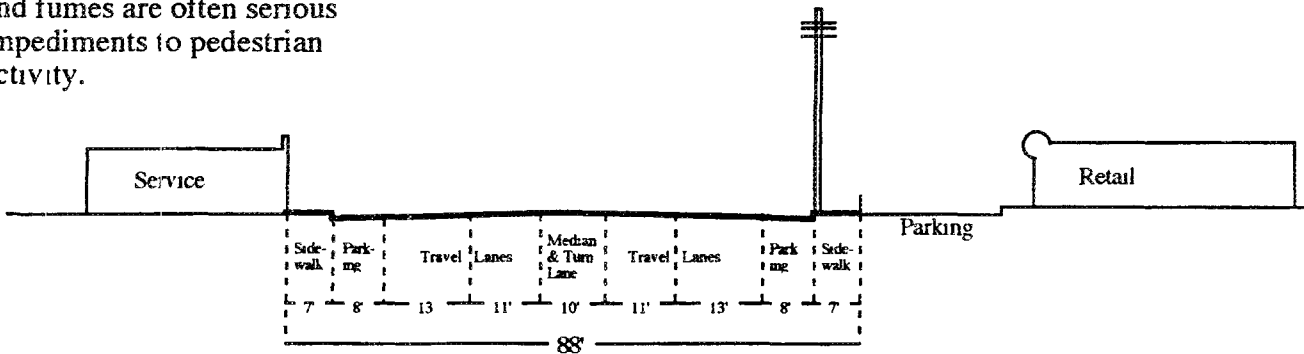 nd fumes are often serious
mpediments to pedestrian
ctivity.
Service
Retail
Parking
Side-
walk
Park-
ing
Travel Lanes
Median
& Turn
Lane
Travel Lanes
Park
ing
Side-
walk
7' 8' 13 11' 10' 11' 13' 8' 7'
88'